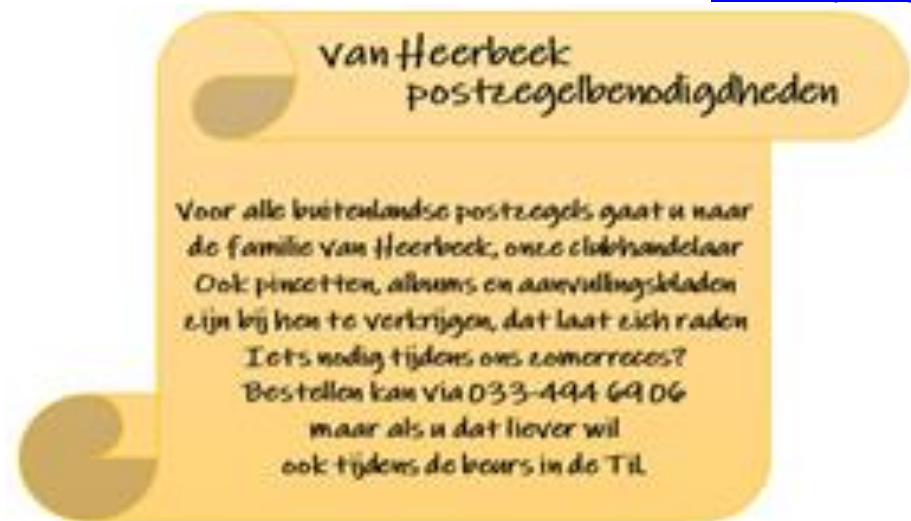 van Heerbeek
postzegelbenodigdheden
Voor alle buitenlandse postzegels gaat u naar
de familie van Heerbeek, onze clubhandelaar
Ook pincetten, albums en aanvullingsbladen
zijn bij hen te verkrijgen, dat laat zich raden
Iets nodig tijdens ons zomerreces?
Bestellen kan via 033-494 69 06
maar als u dat liever wil
ook tijdens de beurs in de Til.